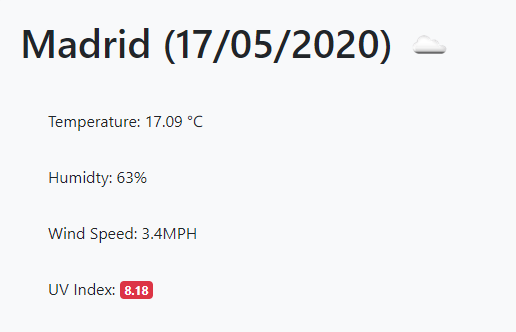 Madrid (17/05/2020)
Temperature: 17.09 °C
Humidty: 63%
Wind Speed: 3.4MPH
UV Index: 8.18